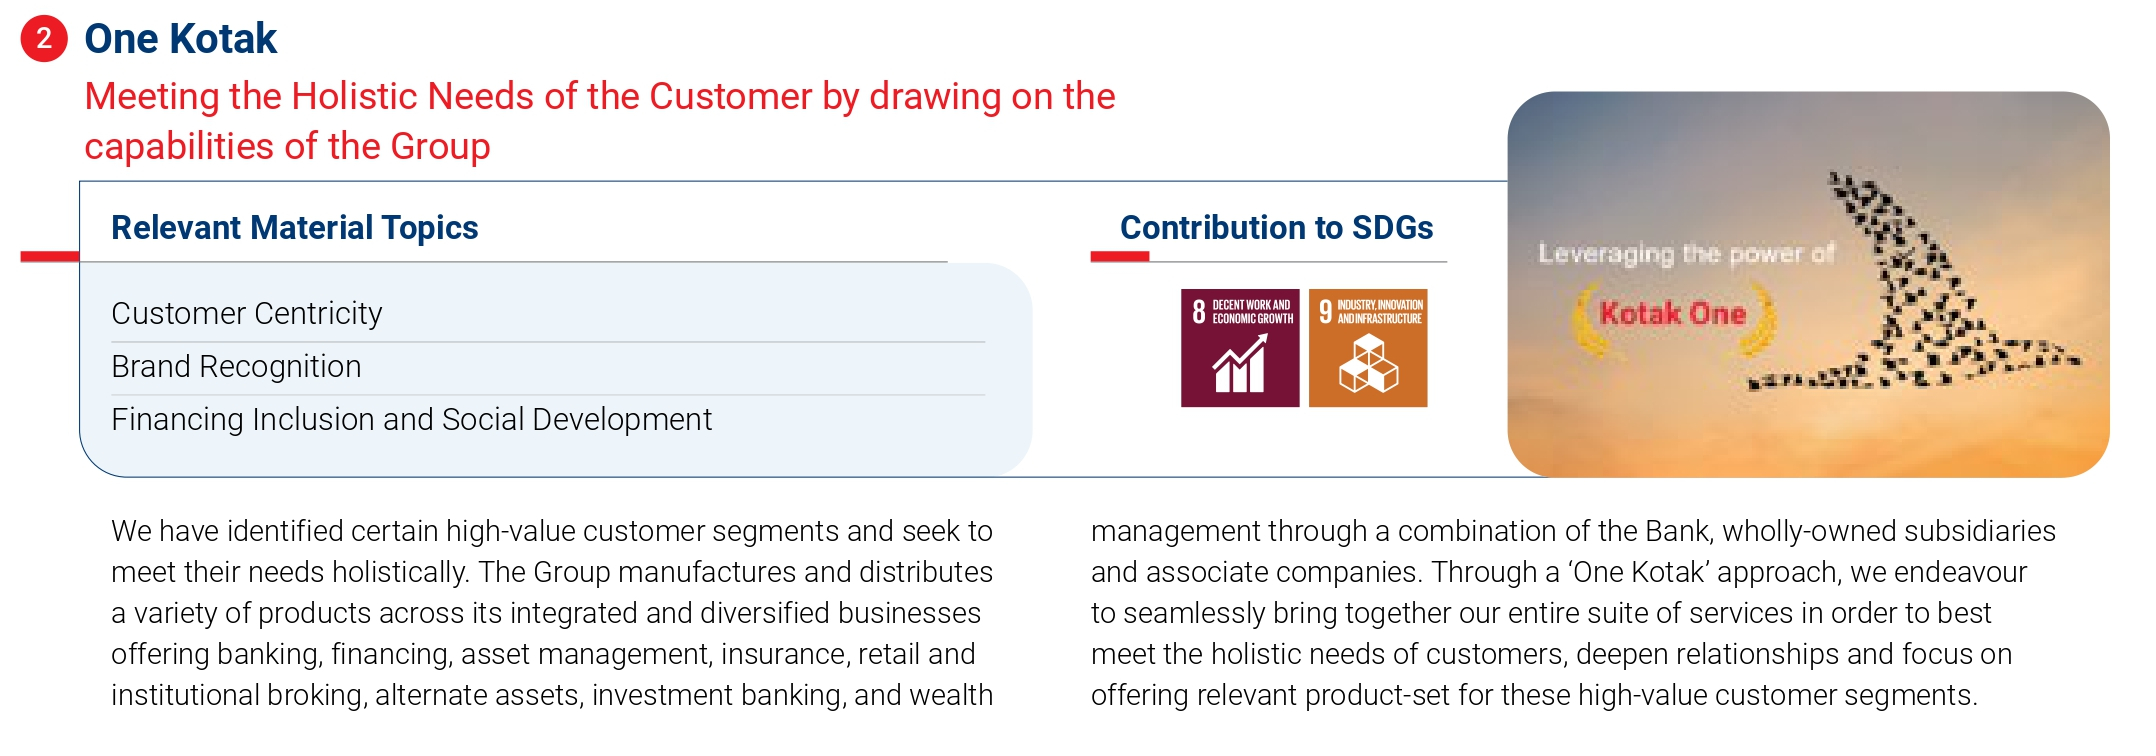 2 One Kotak
Meeting the Holistic Needs of the Customer by drawing on the
capabilities of the Group
Relevant Material Topics
Customer Centricity
Brand Recognition
Financing Inclusion and Social Development
Contribution to SDGs
8 DECENT WORK AND
ECONOMIC GROWTH
9 INDUSTRY, INNOVATION
AND INFRASTRUCTURE
Leveraging the power of
Kotak One
We have identified certain high-value customer segments and seek to
meet their needs holistically. The Group manufactures and distributes
a variety of products across its integrated and diversified businesses
offering banking, financing, asset management, insurance, retail and
institutional broking, alternate assets, investment banking, and wealth
management through a combination of the Bank, wholly-owned subsidiaries
and associate companies. Through a ‘One Kotak’ approach, we endeavour
to seamlessly bring together our entire suite of services in order to best
meet the holistic needs of customers, deepen relationships and focus on
offering relevant product-set for these high-value customer segments.